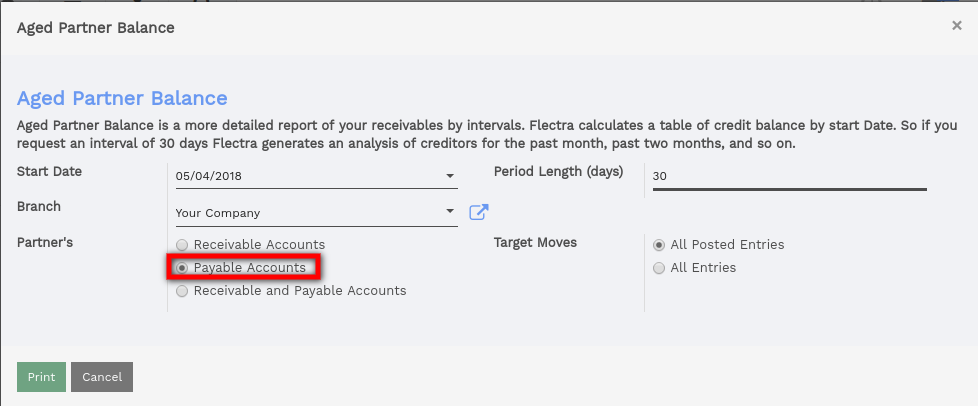 Aged Partner Balance
×
Aged Partner Balance
Aged Partner Balance is a more detailed report of your receivables by intervals. Flectra calculates a table of credit balance by start Date. So if you
request an interval of 30 days Flectra generates an analysis of creditors for the past month, past two months, and so on.
Start Date
05/04/2018
Period Length (days)
30
Branch
Your Company
Partner's
Receivable Accounts
Payable Accounts
Receivable and Payable Accounts
Target Moves
All Posted Entries
All Entries
Print
Cancel